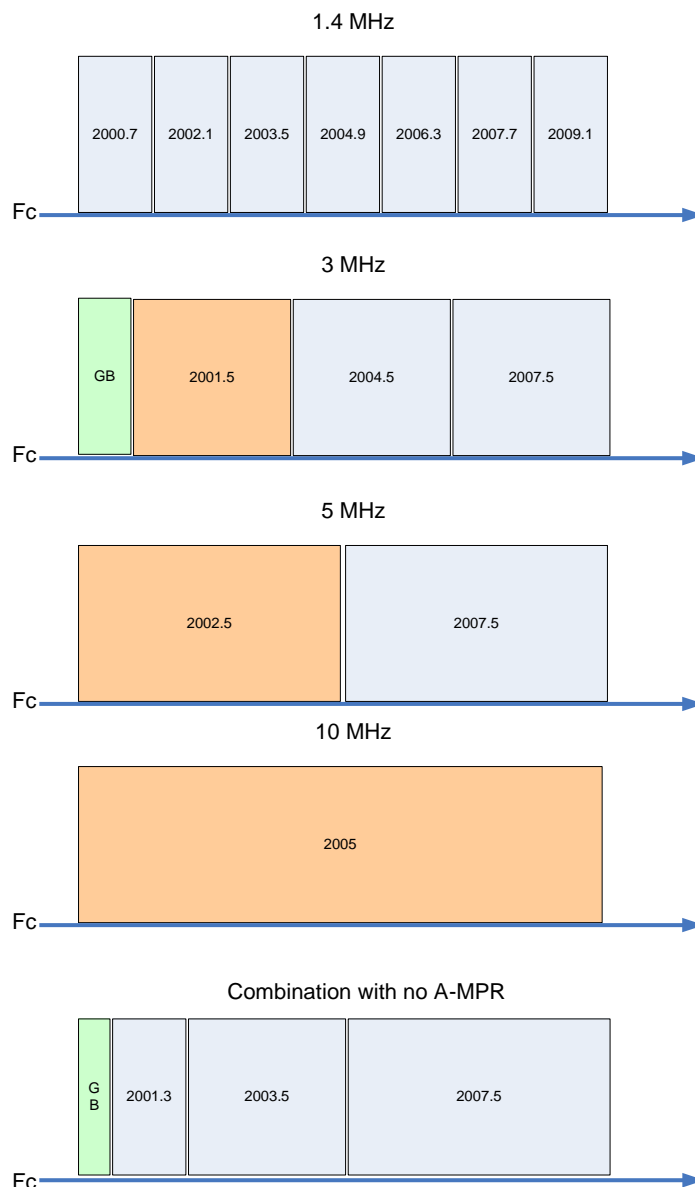 1.4 MHz
2000.7 2002.1 2003.5 2004.9 2006.3 2007.7 2009.1
Fc
3 MHz
GB 2001.5 2004.5 2007.5
Fc
5 MHz
2002.5 2007.5
Fc
10 MHz
2005
Fc
Combination with no A-MPR
G
B 2001.3 2003.5 2007.5
Fc